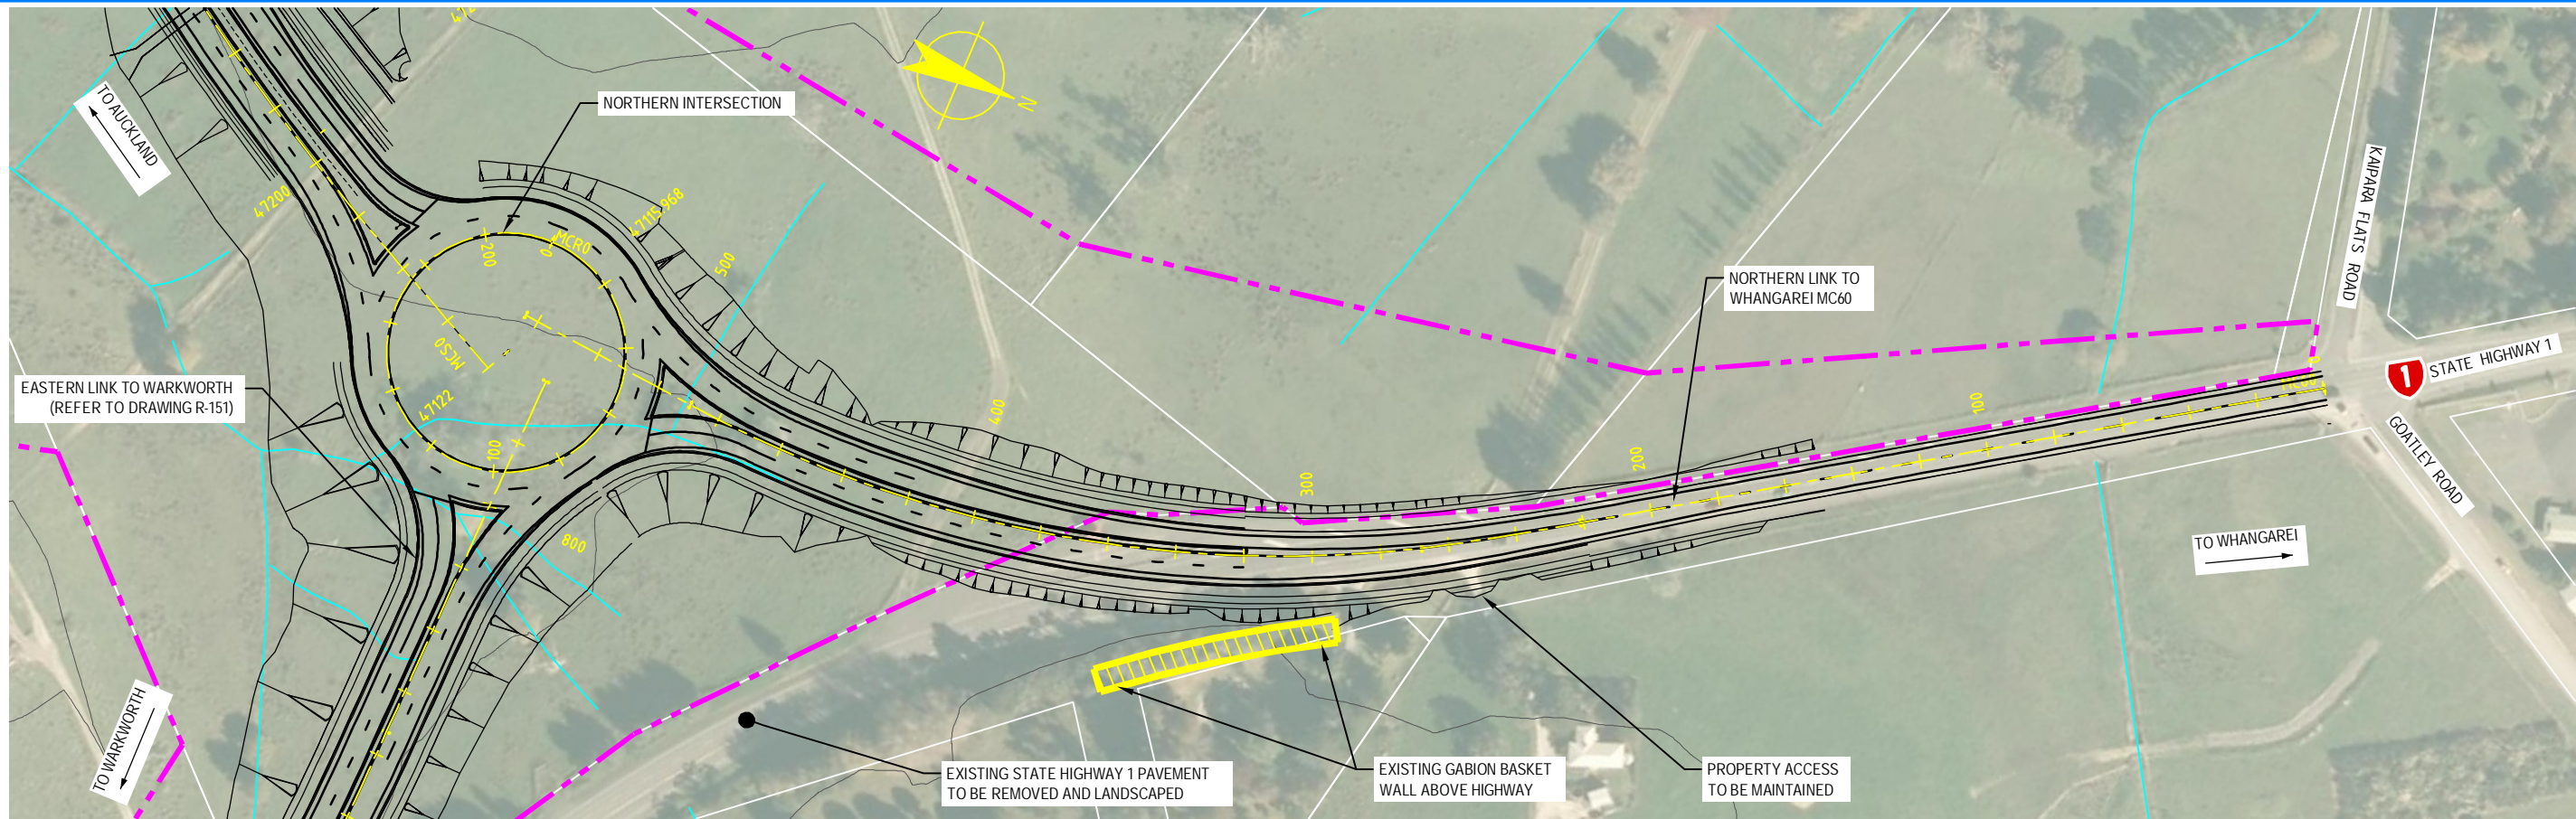 TO AUCKLAND
NORTHERN INTERSECTION
N
47200
47115.968
500
200
0
MCR0
MCS0
47122
100
800
EASTERN LINK TO WARKWORTH
(REFER TO DRAWING R-151)
TO WARKWORTH
400
300
200
100
NORTHERN LINK TO
WHANGAREI MC60
KAIPARA FLATS ROAD
1
STATE HIGHWAY 1
GOATLEY ROAD
TO WHANGAREI
EXISTING STATE HIGHWAY 1 PAVEMENT
TO BE REMOVED AND LANDSCAPED
EXISTING GABION BASKET
WALL ABOVE HIGHWAY
PROPERTY ACCESS
TO BE MAINTAINED